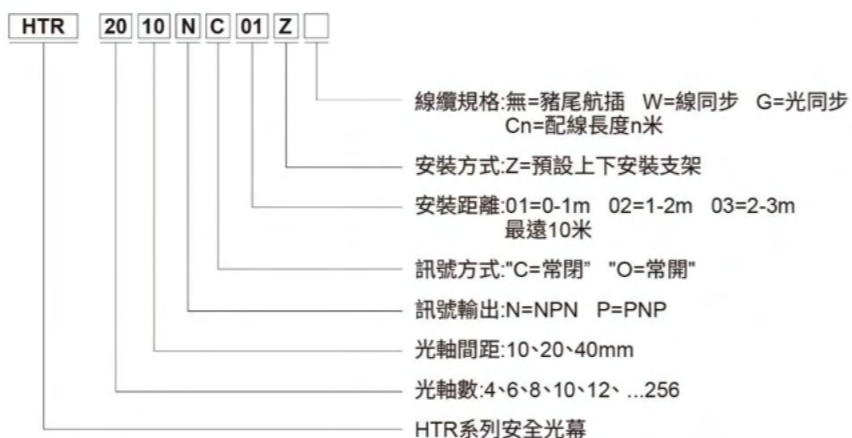 HTR 20 10 N C 01 Z
線纜規格:無=豬尾航插 W=線同步 G=光同步
Cn=配線長度n米
安裝方式:Z=預設上下安裝支架
安裝距離:01=0-1m 02=1-2m 03=2-3m
最遠10米
訊號方式:"C=常閉” "O=常開"
訊號輸出:N=NPN P=PNP
光軸間距:10、20、40mm
光軸數:4、6、8、10、12、...256
HTR系列安全光幕